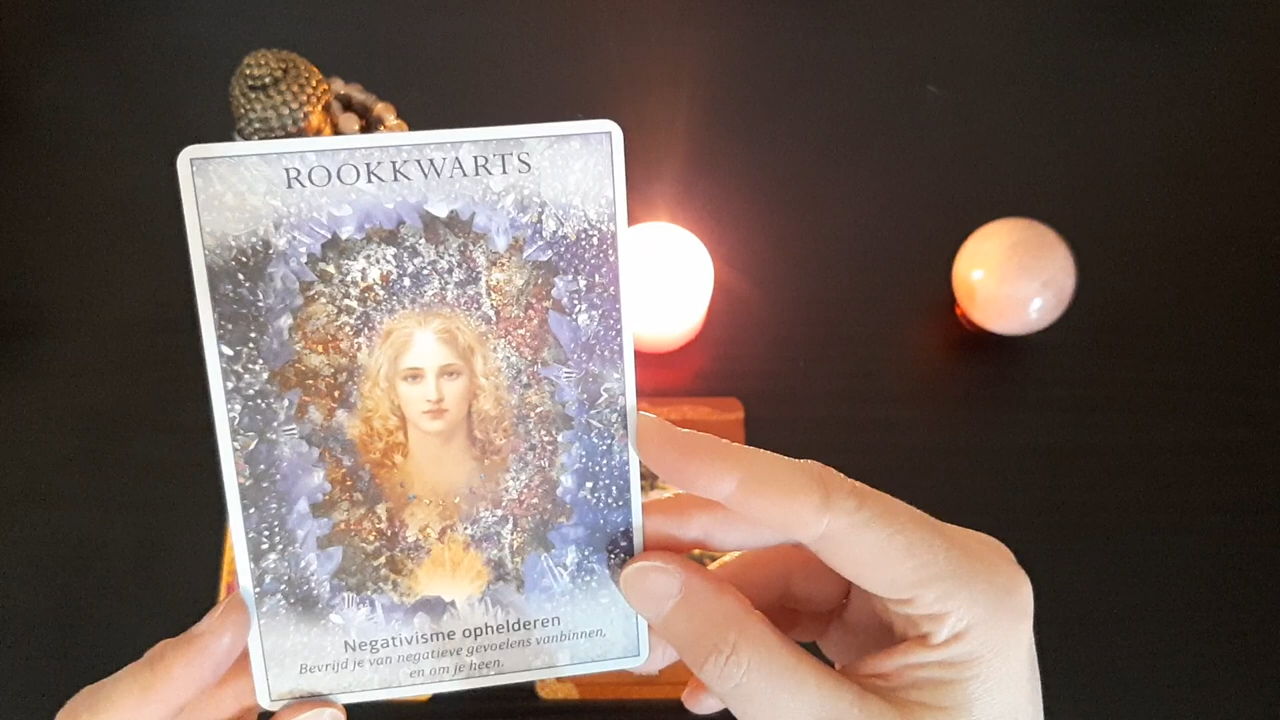 ROOKKWARTS
Negativisme ophelderen
Bevrijd je van negatieve gevoelens vanbinnen,
en om je heen.